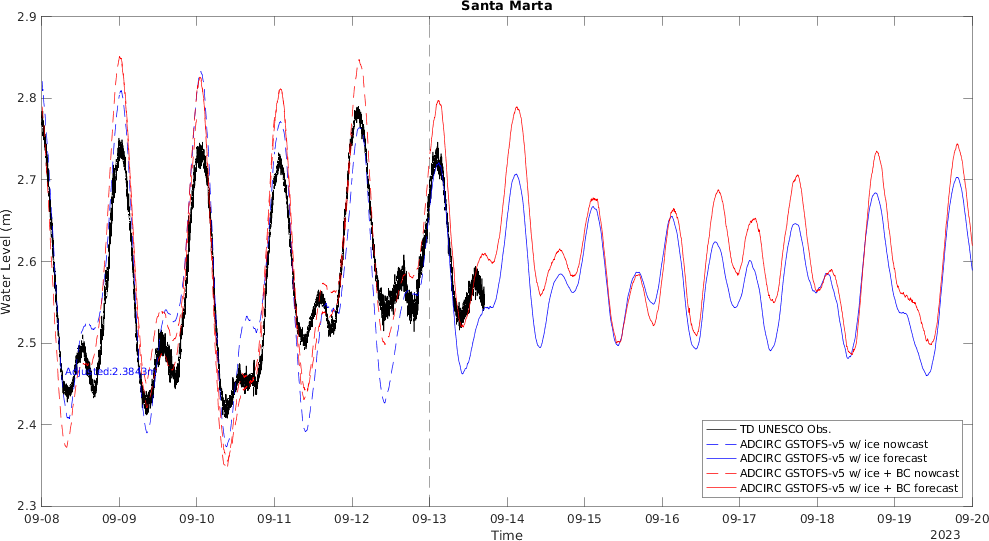 Santa Marta
2.9
2.8
2.7
2.6
2.5
2.4
2.3
Water Level (m)
Adjusted:2.3843m
TD UNESCO Obs.
ADCIRC GSTOFS-v5 w/ ice nowcast
ADCIRC GSTOFS-v5 w/ ice forecast
ADCIRC GSTOFS-v5 w/ ice + BC nowcast
ADCIRC GSTOFS-v5 w/ ice + BC forecast
09-08 09-09 09-10 09-11 09-12 09-13 09-14 09-15 09-16 09-17 09-18 09-19 09-20
Time
2023